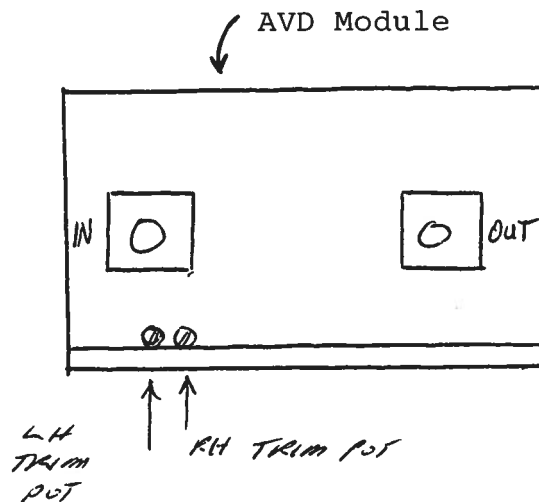 AVD Module
IN
OUT
LH
TRIM
POT
RH TRIM POT